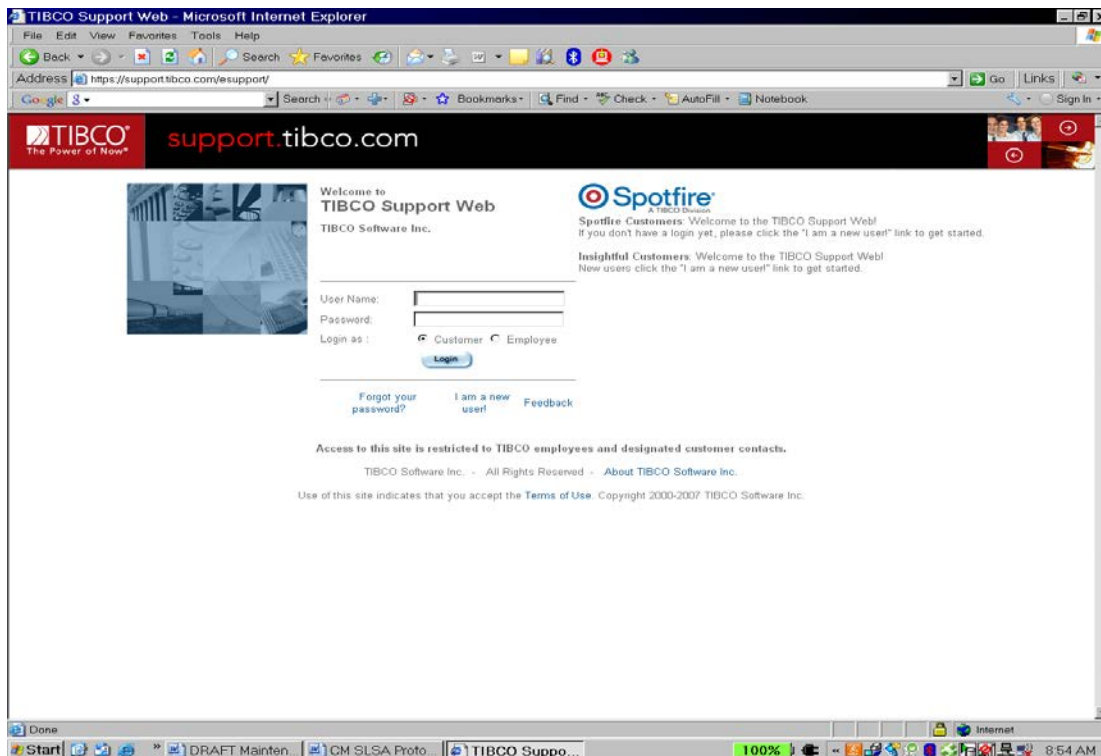 TIBCO Support Web - Microsoft Internet Explorer
File Edit View Favorites Tools Help
Back Search Favorites
Address https://support.tibco.com/esupport/ Go Links
Google Search Bookmarks Find Check AutoFill Notebook Sign In
TIBCO®
The Power of Now®
support.tibco.com
Welcome to
TIBCO Support Web
TIBCO Software Inc.
Spotfire
A TIBCO Division
Spotfire Customers: Welcome to the TIBCO Support Web!
If you don't have a login yet, please click the "I am a new user!" link to get started.
Insightful Customers: Welcome to the TIBCO Support Web!
New users click the "I am a new user!" link to get started.
User Name:
Password:
Login as : Customer Employee
Login
Forgot your password? I am a new user! Feedback
Access to this site is restricted to TIBCO employees and designated customer contacts.
TIBCO Software Inc. - All Rights Reserved - About TIBCO Software Inc.
Use of this site indicates that you accept the Terms of Use. Copyright 2000-2007 TIBCO Software Inc.
Done Internet
Start DRAFT Mainten... CM SLSA Proto... TIBCO Suppo... 100% 8:54 AM